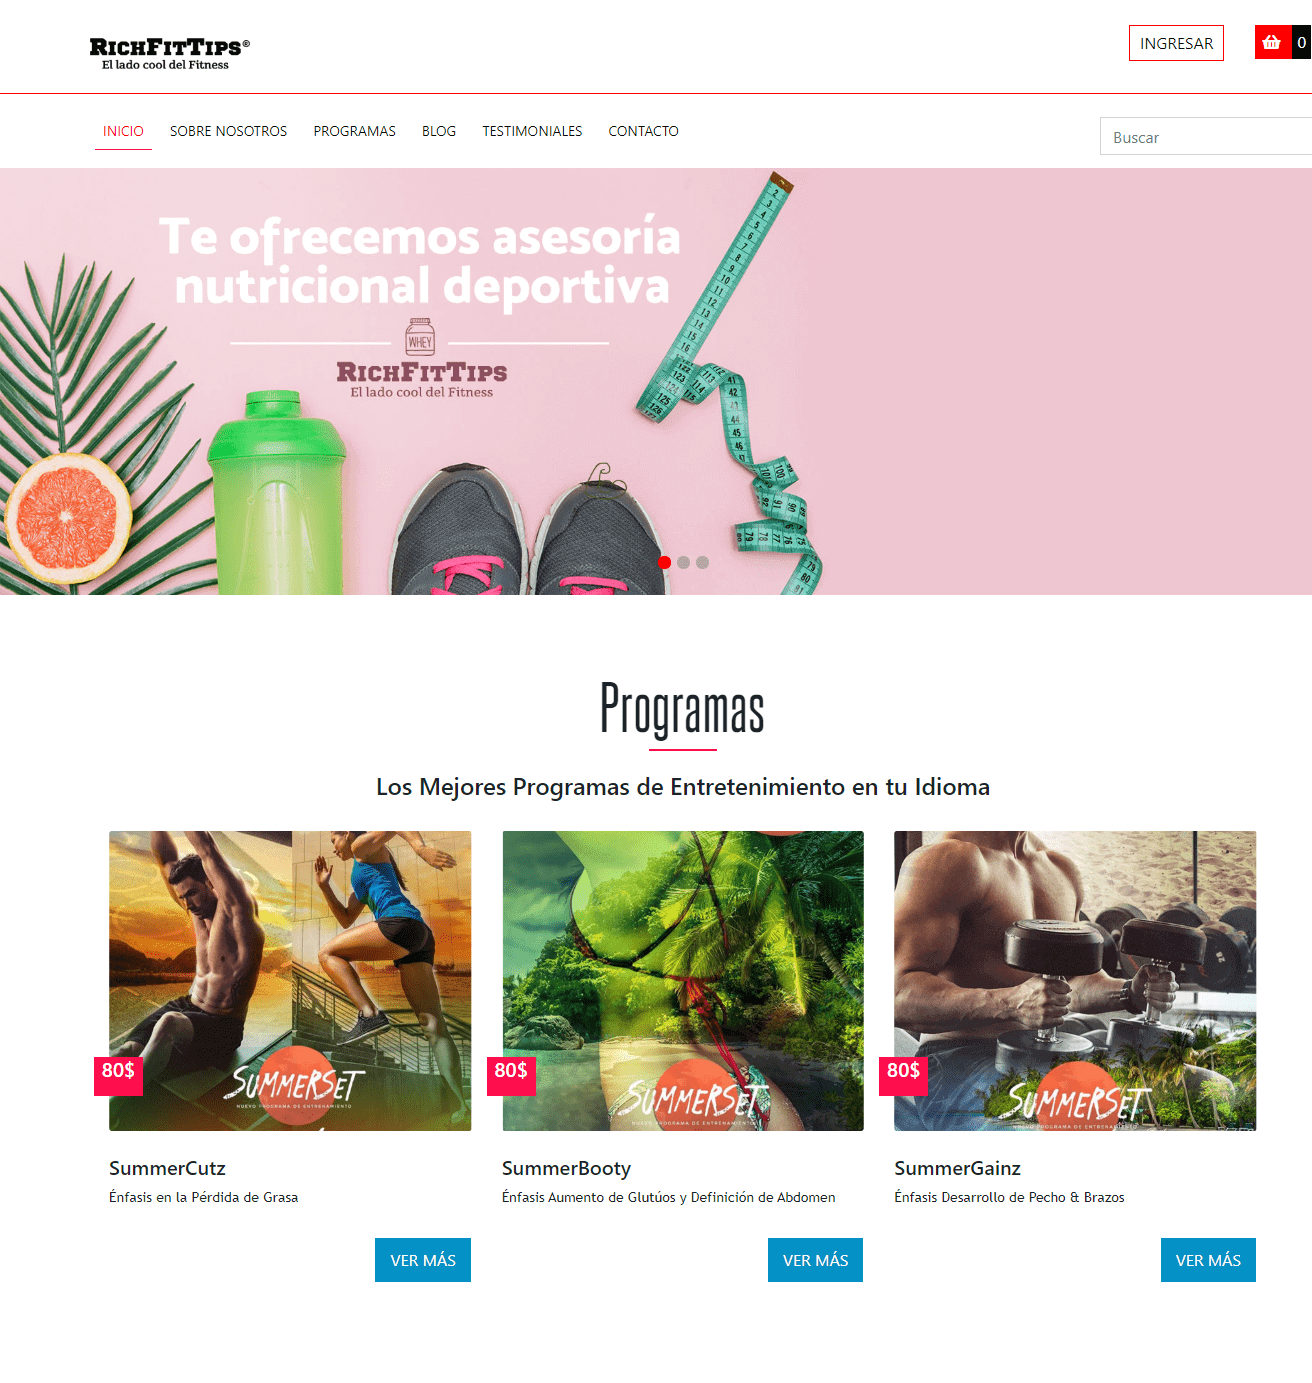 RICHFITTIPS®
El lado cool del Fitness
INGRESAR
0
INICIO SOBRE NOSOTROS PROGRAMAS BLOG TESTIMONIALES CONTACTO
Buscar
Te ofrecemos asesoría
nutricional deportiva
WHEY
RICHFITTIPS
El lado cool del Fitness
Programas
Los Mejores Programas de Entretenimiento en tu Idioma
80$
SUMMERSET
NUEVO PROGRAMA DE ENTRENAMIENTO
SummerCutz
Énfasis en la Pérdida de Grasa
VER MÁS
80$
SUMMERSET
NUEVO PROGRAMA DE ENTRENAMIENTO
SummerBooty
Énfasis Aumento de Glutúos y Definición de Abdomen
VER MÁS
80$
SUMMERSET
NUEVO PROGRAMA DE ENTRENAMIENTO
SummerGainz
Énfasis Desarrollo de Pecho & Brazos
VER MÁS